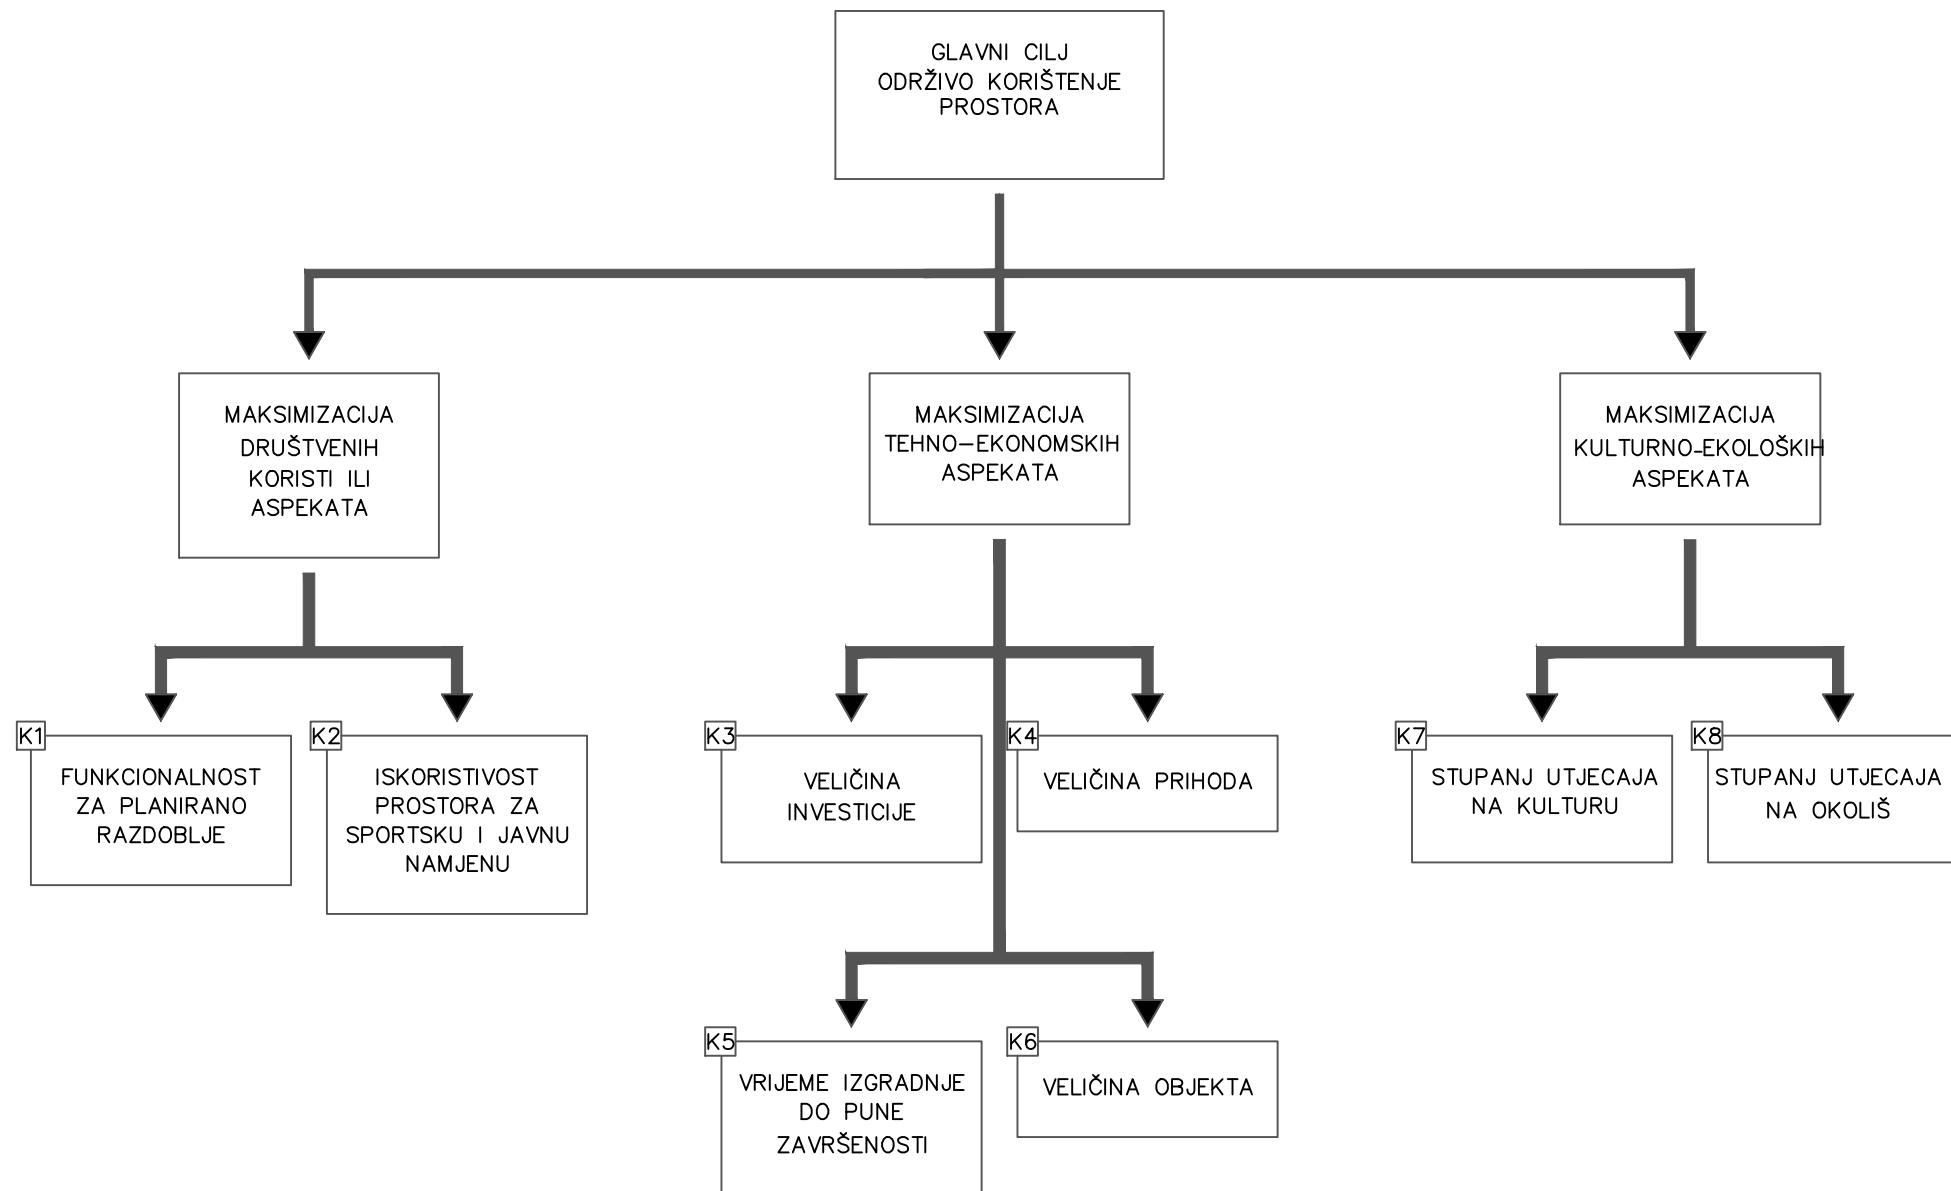 GLAVNI CILJ
ODRŽIVO KORIŠTENJE
PROSTORA
MAKSIMIZACIJA
DRUŠTVENIH
KORISTI ILI
ASPEKATA
MAKSIMIZACIJA
TEHNO-EKONOMSKIH
ASPEKATA
MAKSIMIZACIJA
KULTURNO-EKOLOŠKIH
ASPEKATA
K1
FUNKCIONALNOST
ZA PLANIRANO
RAZDOBLJE
K2
ISKORISTIVOST
PROSTORA ZA
SPORTSKU I JAVNU
NAMJENU
K3
VELIČINA
INVESTICIJE
K4
VELIČINA PRIHODA
K7
STUPANJ UTJECAJA
NA KULTURU
K8
STUPANJ UTJECAJA
NA OKOLIŠ
K5
VRIJEME IZGRADNJE
DO PUNE
ZAVRŠENOSTI
K6
VELIČINA OBJEKTA